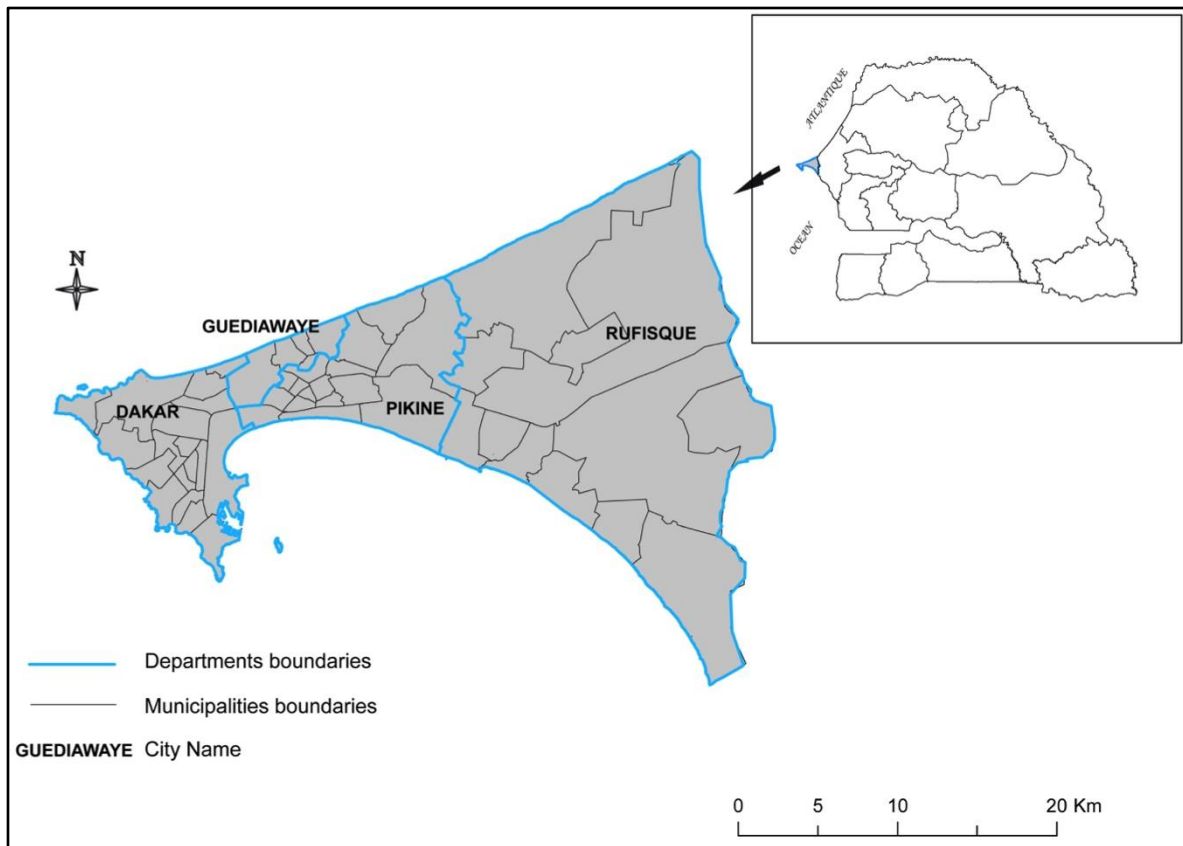 ATLANTIQUE
OCEAN
N
GUEDIAWAYE
RUFISQUE
DAKAR
PIKINE
Departments boundaries
Municipalities boundaries
GUEDIAWAYE City Name
0 5 10 20 Km